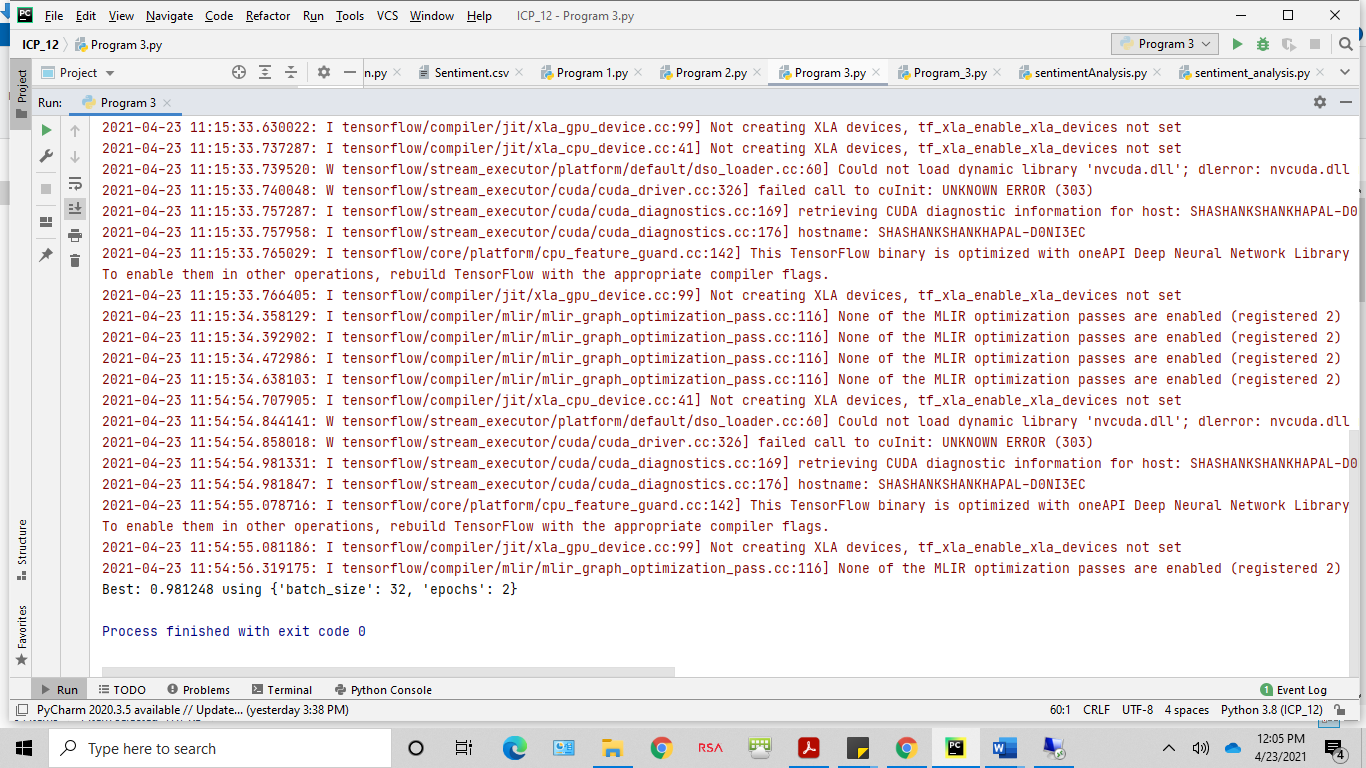 File Edit View Navigate Code Refactor Run Tools VCS Window Help ICP_12 - Program 3.py
ICP_12 Program 3.py Program 3
Project n.py Sentiment.csv Program 1.py Program 2.py Program 3.py Program_3.py sentimentAnalysis.py sentiment_analysis.py
Project
Run: Program 3
2021-04-23 11:15:33.630022: I tensorflow/compiler/jit/xla_gpu_device.cc:99] Not creating XLA devices, tf_xla_enable_xla_devices not set
2021-04-23 11:15:33.737287: I tensorflow/compiler/jit/xla_cpu_device.cc:41] Not creating XLA devices, tf_xla_enable_xla_devices not set
2021-04-23 11:15:33.739520: W tensorflow/stream_executor/platform/default/dso_loader.cc:60] Could not load dynamic library 'nvcuda.dll'; dlerror: nvcuda.dll
2021-04-23 11:15:33.740048: W tensorflow/stream_executor/cuda/cuda_driver.cc:326] failed call to cuInit: UNKNOWN ERROR (303)
2021-04-23 11:15:33.757287: I tensorflow/stream_executor/cuda/cuda_diagnostics.cc:169] retrieving CUDA diagnostic information for host: SHASHANKSHANKHAPAL-D0
2021-04-23 11:15:33.757958: I tensorflow/stream_executor/cuda/cuda_diagnostics.cc:176] hostname: SHASHANKSHANKHAPAL-D0NI3EC
2021-04-23 11:15:33.765029: I tensorflow/core/platform/cpu_feature_guard.cc:142] This TensorFlow binary is optimized with oneAPI Deep Neural Network Library
To enable them in other operations, rebuild TensorFlow with the appropriate compiler flags.
2021-04-23 11:15:33.766405: I tensorflow/compiler/jit/xla_gpu_device.cc:99] Not creating XLA devices, tf_xla_enable_xla_devices not set
2021-04-23 11:15:34.358129: I tensorflow/compiler/mlir/mlir_graph_optimization_pass.cc:116] None of the MLIR optimization passes are enabled (registered 2)
2021-04-23 11:15:34.392902: I tensorflow/compiler/mlir/mlir_graph_optimization_pass.cc:116] None of the MLIR optimization passes are enabled (registered 2)
2021-04-23 11:15:34.472986: I tensorflow/compiler/mlir/mlir_graph_optimization_pass.cc:116] None of the MLIR optimization passes are enabled (registered 2)
2021-04-23 11:15:34.638103: I tensorflow/compiler/mlir/mlir_graph_optimization_pass.cc:116] None of the MLIR optimization passes are enabled (registered 2)
2021-04-23 11:54:54.707905: I tensorflow/compiler/jit/xla_cpu_device.cc:41] Not creating XLA devices, tf_xla_enable_xla_devices not set
2021-04-23 11:54:54.844141: W tensorflow/stream_executor/platform/default/dso_loader.cc:60] Could not load dynamic library 'nvcuda.dll'; dlerror: nvcuda.dll
2021-04-23 11:54:54.858018: W tensorflow/stream_executor/cuda/cuda_driver.cc:326] failed call to cuInit: UNKNOWN ERROR (303)
2021-04-23 11:54:54.981331: I tensorflow/stream_executor/cuda/cuda_diagnostics.cc:169] retrieving CUDA diagnostic information for host: SHASHANKSHANKHAPAL-D0
2021-04-23 11:54:54.981847: I tensorflow/stream_executor/cuda/cuda_diagnostics.cc:176] hostname: SHASHANKSHANKHAPAL-D0NI3EC
2021-04-23 11:54:55.078716: I tensorflow/core/platform/cpu_feature_guard.cc:142] This TensorFlow binary is optimized with oneAPI Deep Neural Network Library
To enable them in other operations, rebuild TensorFlow with the appropriate compiler flags.
2021-04-23 11:54:55.081186: I tensorflow/compiler/jit/xla_gpu_device.cc:99] Not creating XLA devices, tf_xla_enable_xla_devices not set
2021-04-23 11:54:56.319175: I tensorflow/compiler/mlir/mlir_graph_optimization_pass.cc:116] None of the MLIR optimization passes are enabled (registered 2)
Best: 0.981248 using {'batch_size': 32, 'epochs': 2}
Process finished with exit code 0
Structure
Favorites
Run TODO Problems Terminal Python Console 1 Event Log
PyCharm 2020.3.5 available // Update... (yesterday 3:38 PM) 60:1 CRLF UTF-8 4 spaces Python 3.8 (ICP_12)
Type here to search RSA 12:05 PM
4/23/2021 4